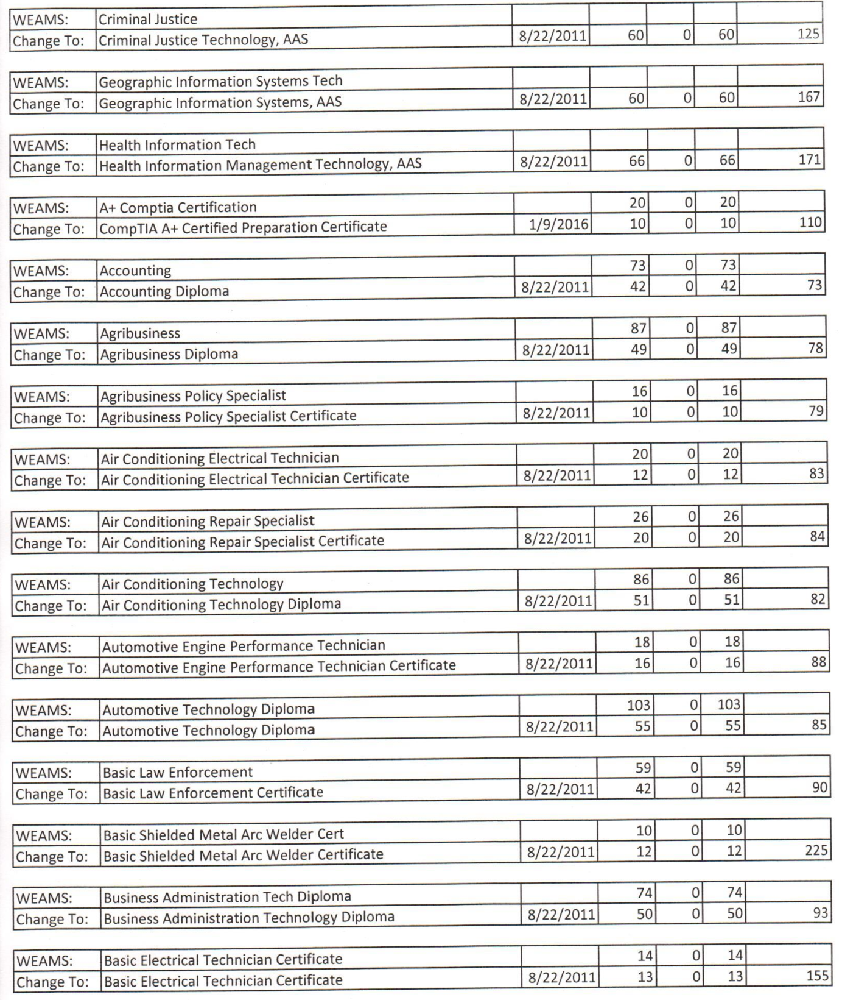 WEAMS: Criminal Justice
Change To: Criminal Justice Technology, AAS 8/22/2011 60 0 60 125
WEAMS: Geographic Information Systems Tech
Change To: Geographic Information Systems, AAS 8/22/2011 60 0 60 167
WEAMS: Health Information Tech
Change To: Health Information Management Technology, AAS 8/22/2011 66 0 66 171
WEAMS: A+ Comptia Certification 20 0 20
Change To: CompTIA A+ Certified Preparation Certificate 1/9/2016 10 0 10 110
WEAMS: Accounting 73 0 73
Change To: Accounting Diploma 8/22/2011 42 0 42 73
WEAMS: Agribusiness 87 0 87
Change To: Agribusiness Diploma 8/22/2011 49 0 49 78
WEAMS: Agribusiness Policy Specialist 16 0 16
Change To: Agribusiness Policy Specialist Certificate 8/22/2011 10 0 10 79
WEAMS: Air Conditioning Electrical Technician 20 0 20
Change To: Air Conditioning Electrical Technician Certificate 8/22/2011 12 0 12 83
WEAMS: Air Conditioning Repair Specialist 26 0 26
Change To: Air Conditioning Repair Specialist Certificate 8/22/2011 20 0 20 84
WEAMS: Air Conditioning Technology 86 0 86
Change To: Air Conditioning Technology Diploma 8/22/2011 51 0 51 82
WEAMS: Automotive Engine Performance Technician 18 0 18
Change To: Automotive Engine Performance Technician Certificate 8/22/2011 16 0 16 88
WEAMS: Automotive Technology Diploma 103 0 103
Change To: Automotive Technology Diploma 8/22/2011 55 0 55 85
WEAMS: Basic Law Enforcement 59 0 59
Change To: Basic Law Enforcement Certificate 8/22/2011 42 0 42 90
WEAMS: Basic Shielded Metal Arc Welder Cert 10 0 10
Change To: Basic Shielded Metal Arc Welder Certificate 8/22/2011 12 0 12 225
WEAMS: Business Administration Tech Diploma 74 0 74
Change To: Business Administration Technology Diploma 8/22/2011 50 0 50 93
WEAMS: Basic Electrical Technician Certificate 14 0 14
Change To: Basic Electrical Technician Certificate 8/22/2011 13 0 13 155